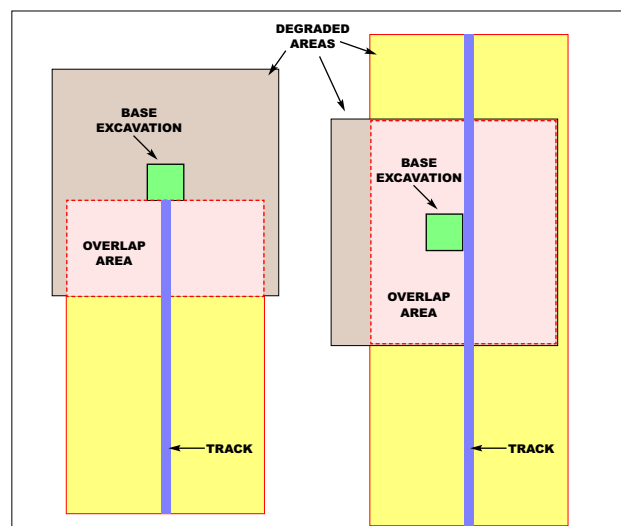 DEGRADED
AREAS
BASE
EXCAVATION
BASE
EXCAVATION
OVERLAP
AREA
OVERLAP
AREA
TRACK
TRACK